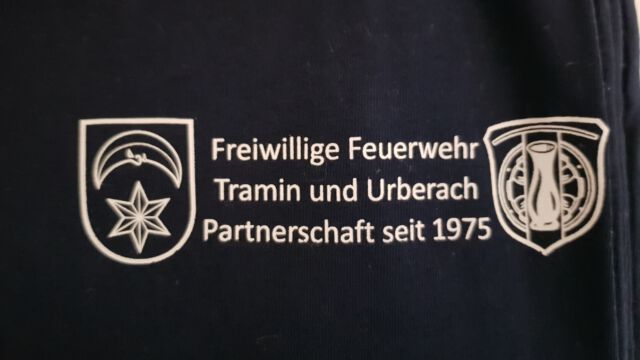 Freiwillige Feuerwehr
Tramin und Urberach
Partnerschaft seit 1975